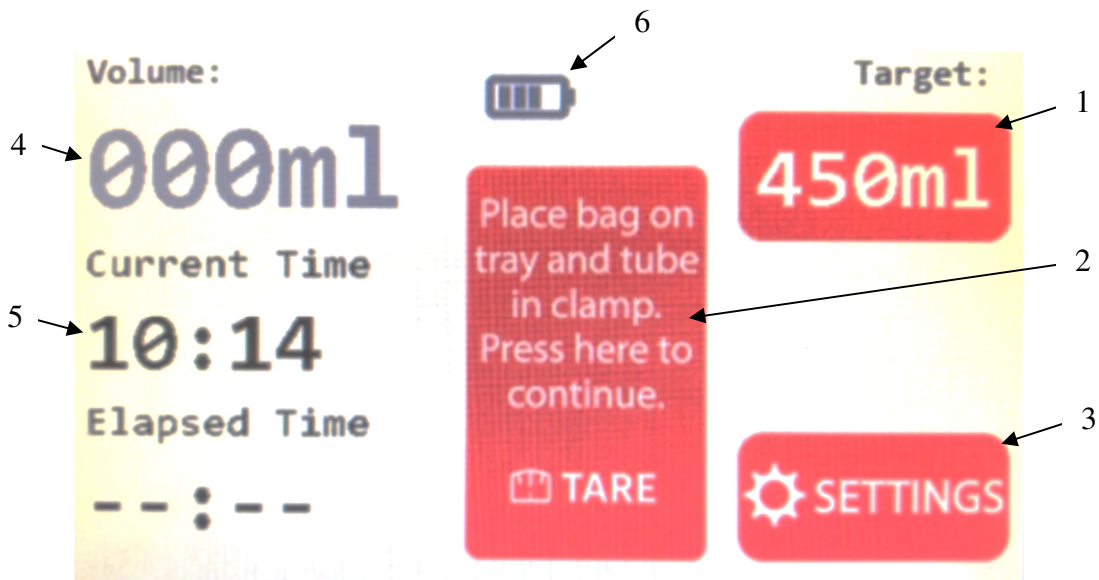 6
Volume:
Target:
1
4
000ml
450ml
Place bag on
tray and tube
in clamp.
Press here to
continue.
2
Current Time
5
10:14
Elapsed Time
3
--:--
TARE
SETTINGS